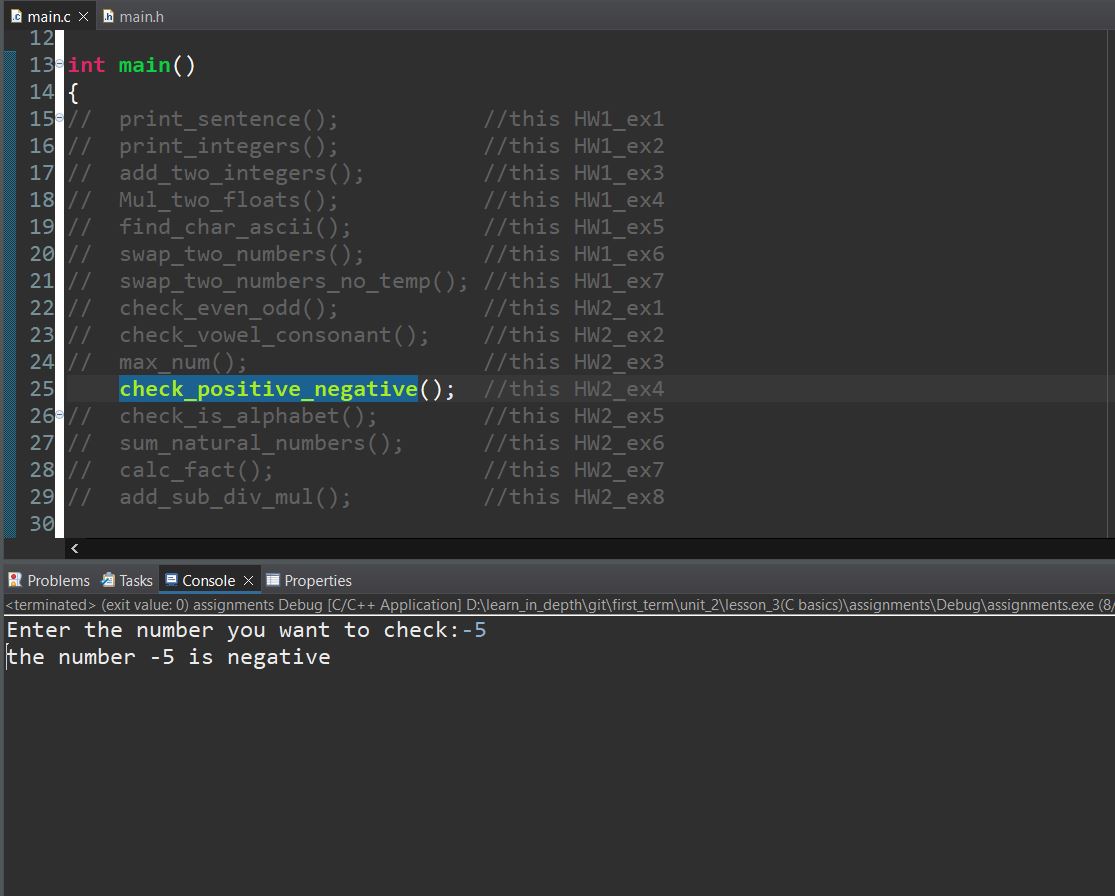 main.c main.h
12
13 int main()
14 {
15 // print_sentence(); //this HW1_ex1
16 // print_integers(); //this HW1_ex2
17 // add_two_integers(); //this HW1_ex3
18 // Mul_two_floats(); //this HW1_ex4
19 // find_char_ascii(); //this HW1_ex5
20 // swap_two_numbers(); //this HW1_ex6
21 // swap_two_numbers_no_temp(); //this HW1_ex7
22 // check_even_odd(); //this HW2_ex1
23 // check_vowel_consonant(); //this HW2_ex2
24 // max_num(); //this HW2_ex3
25 check_positive_negative(); //this HW2_ex4
26 // check_is_alphabet(); //this HW2_ex5
27 // sum_natural_numbers(); //this HW2_ex6
28 // calc_fact(); //this HW2_ex7
29 // add_sub_div_mul(); //this HW2_ex8
30
Problems Tasks Console Properties
<terminated> (exit value: 0) assignments Debug [C/C++ Application] D:\learn_in_depth\git\first_term\unit_2\lesson_3(C basics)\assignments\Debug\assignments.exe (8/
Enter the number you want to check:-5
the number -5 is negative